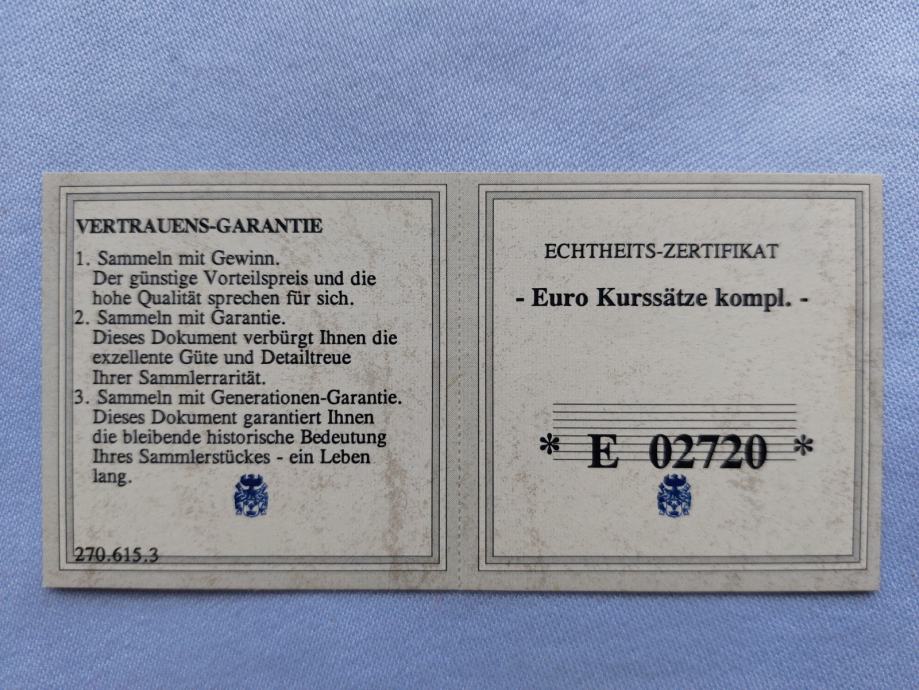 VERTRAUENS-GARANTIE
1. Sammeln mit Gewinn.
Der günstige Vorteilspreis und die
hohe Qualität sprechen für sich.
2. Sammeln mit Garantie.
Dieses Dokument verbürgt Ihnen die
exzellente Güte und Detailtreue
Ihrer Sammlerrarität.
3. Sammeln mit Generationen-Garantie.
Dieses Dokument garantiert Ihnen
die bleibende historische Bedeutung
Ihres Sammlerstückes - ein Leben
lang.
270.615.3
ECHTHEITS-ZERTIFIKAT
- Euro Kurssätze kompl. -
* E 02720 *